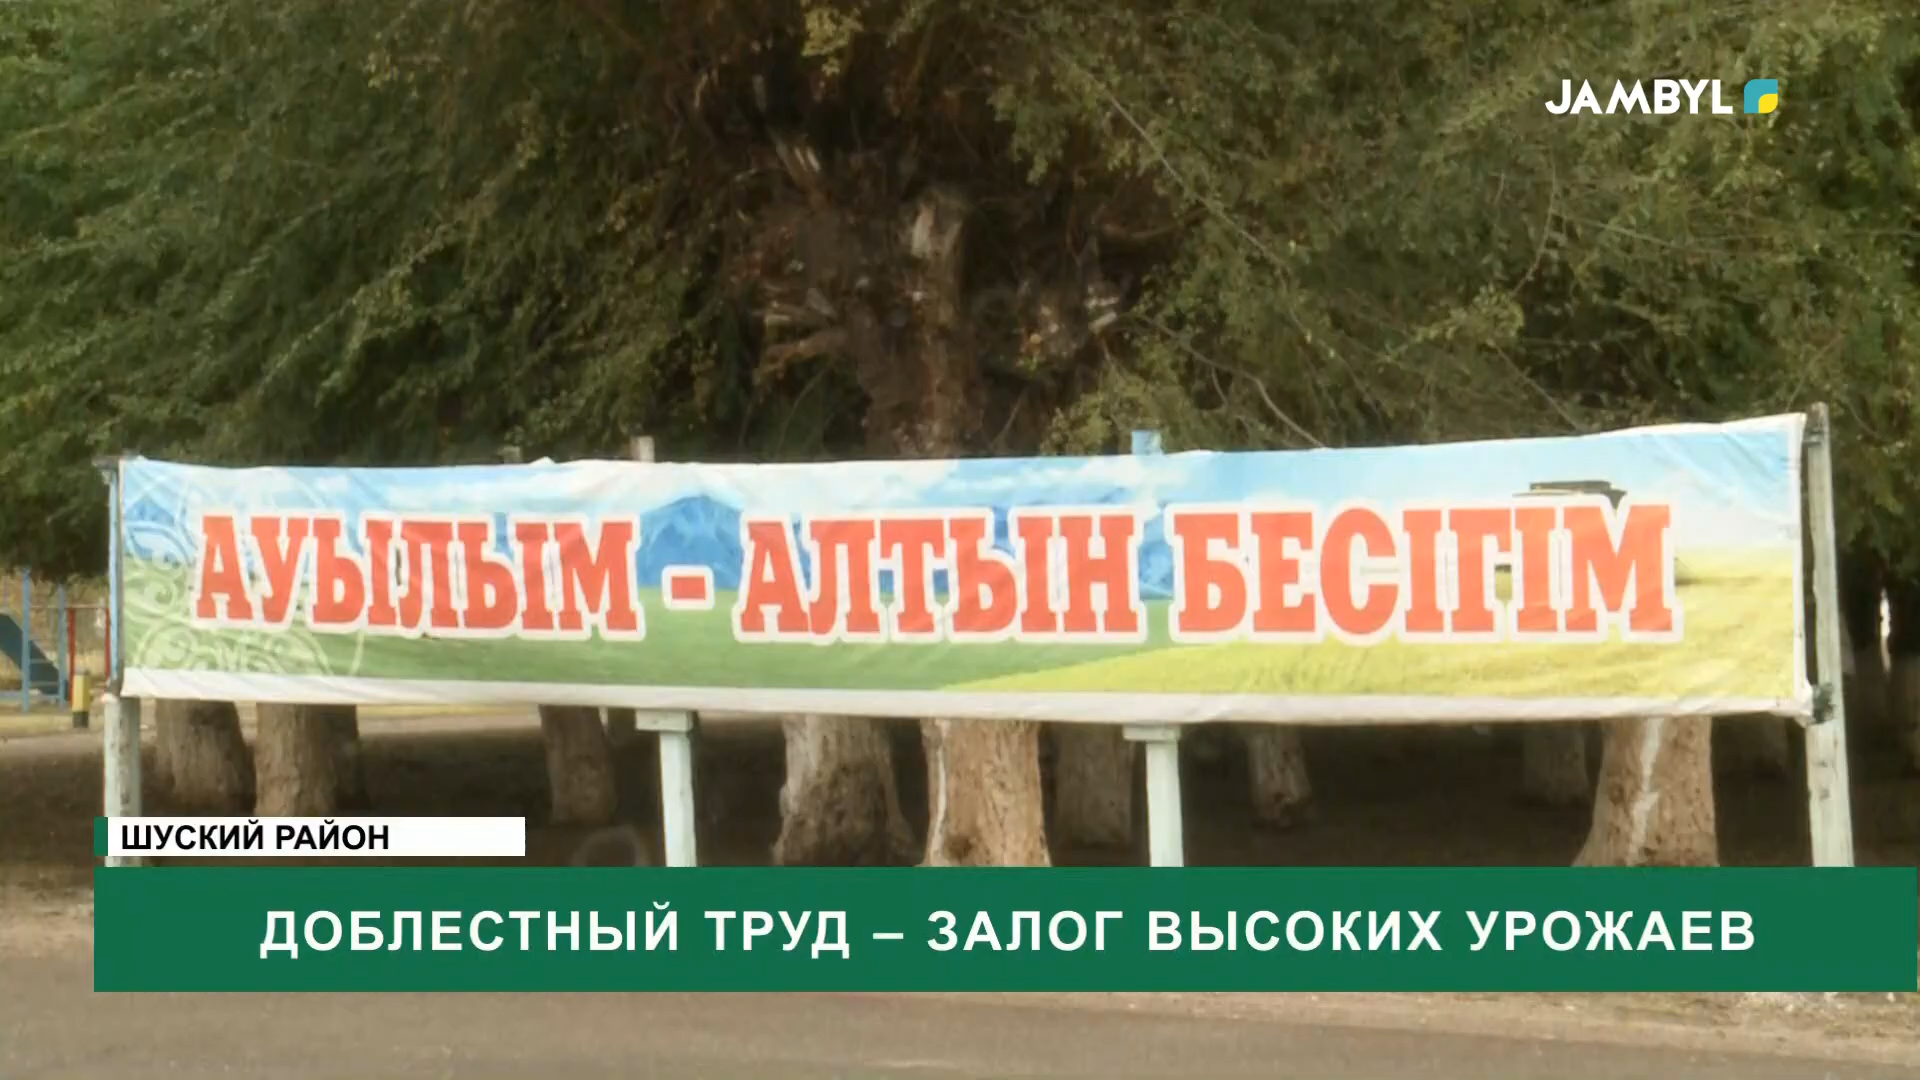 JAMBYL
АУЫЛЫМ - АЛТЫН БЕСІГІМ
ШУСКИЙ РАЙОН
ДОБЛЕСТНЫЙ ТРУД – ЗАЛОГ ВЫСОКИХ УРОЖАЕВ